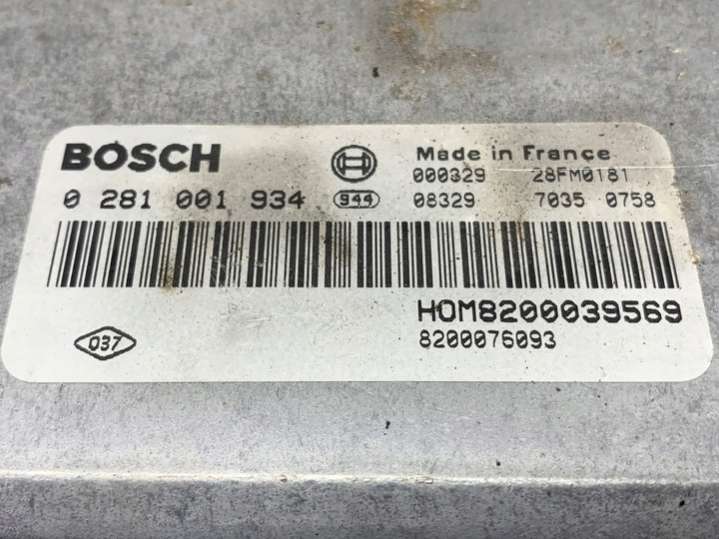 BOSCH
Made in France
000329 28FM0181
0 281 001 934 944 08329 7035 0758
HOM8200039569
037
8200076093